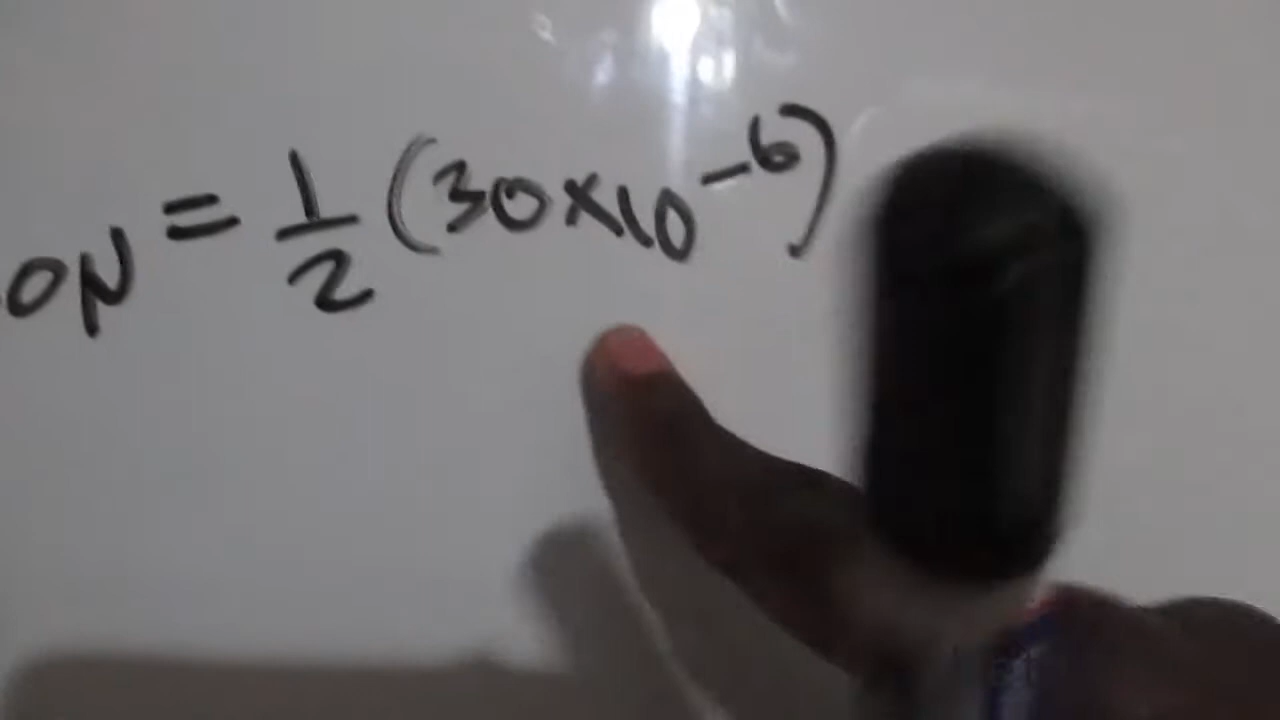 ON = 1/2 (30×10^-6)